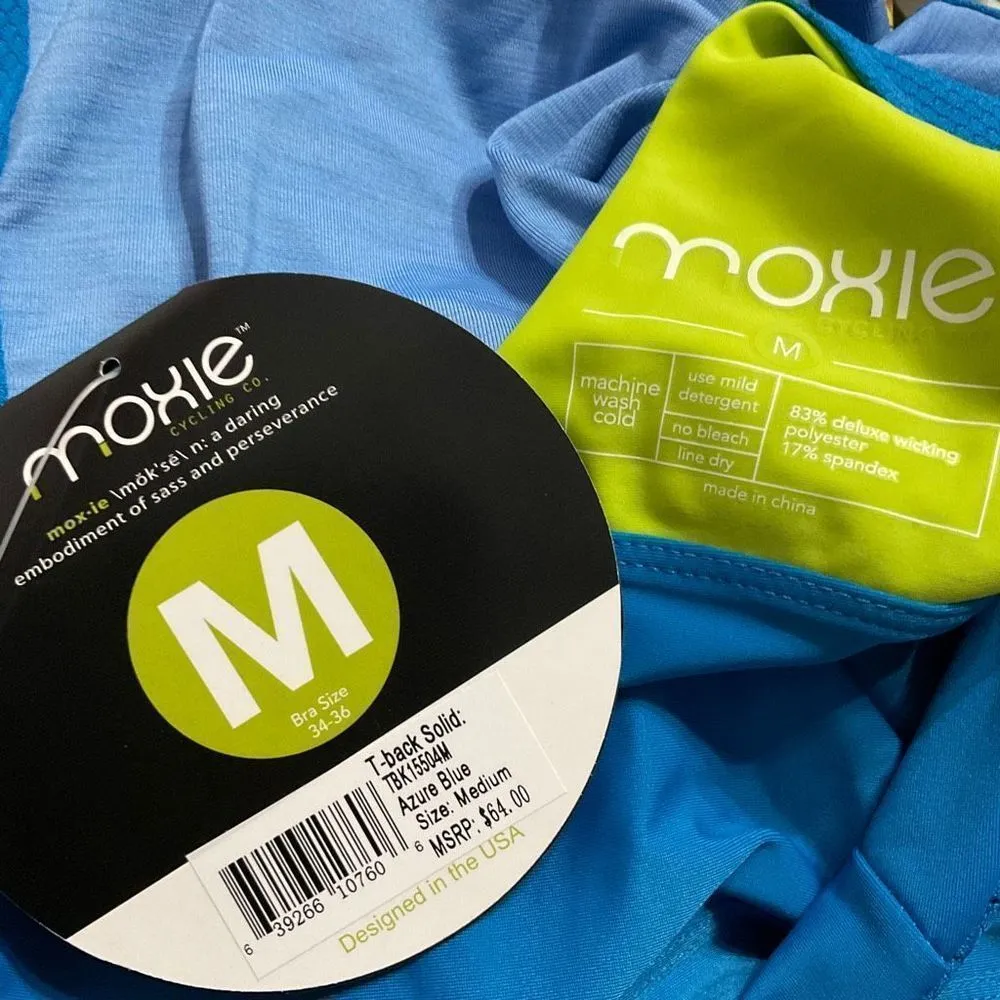 moxie™
CYCLING CO.
mox·ie \mŏk'sē\ n: a daring
embodiment of sass and perseverance
M
Bra Size
34-36
T-back Solid:
TBK15504M
Azure Blue
Size: Medium
MSRP: $64.00
6 39266 10760 6
Designed in the USA
moxie
CYCLING
M
machine
wash
cold
use mild
detergent
no bleach
line dry
83% deluxe wicking
polyester
17% spandex
made in china